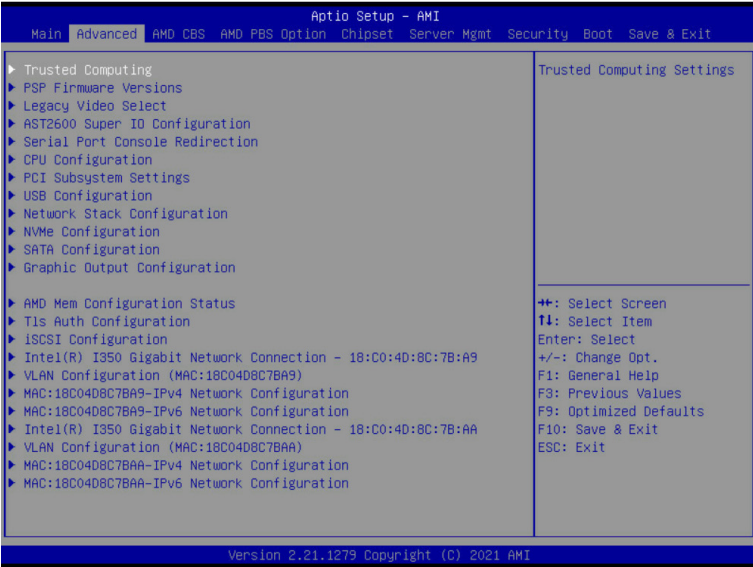 Aptio Setup – AMI
Main Advanced AMD CBS AMD PBS Option Chipset Server Mgmt Security Boot Save & Exit
Trusted Computing
PSP Firmware Versions
Legacy Video Select
AST2600 Super IO Configuration
Serial Port Console Redirection
CPU Configuration
PCI Subsystem Settings
USB Configuration
Network Stack Configuration
NVMe Configuration
SATA Configuration
Graphic Output Configuration
AMD Mem Configuration Status
Tls Auth Configuration
iSCSI Configuration
Intel(R) I350 Gigabit Network Connection – 18:C0:4D:8C:7B:A9
VLAN Configuration (MAC:18C04D8C7BA9)
MAC:18C04D8C7BA9-IPv4 Network Configuration
MAC:18C04D8C7BA9-IPv6 Network Configuration
Intel(R) I350 Gigabit Network Connection – 18:C0:4D:8C:7B:AA
VLAN Configuration (MAC:18C04D8C7BAA)
MAC:18C04D8C7BAA-IPv4 Network Configuration
MAC:18C04D8C7BAA-IPv6 Network Configuration
Trusted Computing Settings
→←: Select Screen
↑↓: Select Item
Enter: Select
+/-: Change Opt.
F1: General Help
F3: Previous Values
F9: Optimized Defaults
F10: Save & Exit
ESC: Exit
Version 2.21.1279 Copyright (C) 2021 AMI